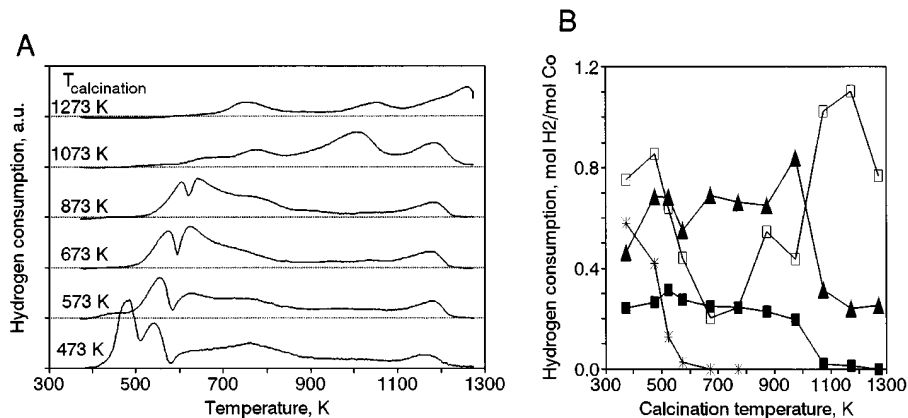 A
T calcination
1273 K
1073 K
873 K
673 K
573 K
473 K
Hydrogen consumption, a.u.
300 500 700 900 1100 1300
Temperature, K
B
Hydrogen consumption, mol H2/mol Co
1.2
0.8
0.4
0.0
300 500 700 900 1100 1300
Calcination temperature, K